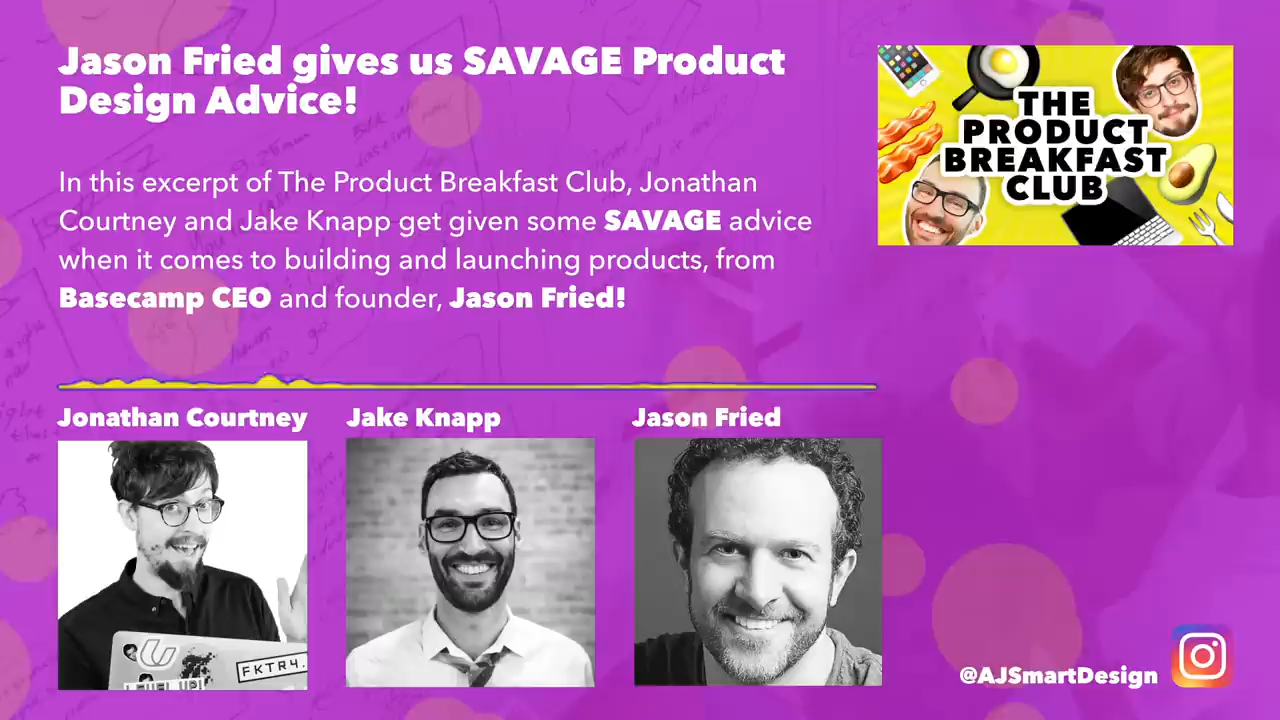 Jason Fried gives us SAVAGE Product
Design Advice!
In this excerpt of The Product Breakfast Club, Jonathan
Courtney and Jake Knapp get given some SAVAGE advice
when it comes to building and launching products, from
Basecamp CEO and founder, Jason Fried!
THE
PRODUCT
BREAKFAST
CLUB
Jonathan Courtney
Jake Knapp
Jason Fried
FKTR4.
LEVEL UP!
@AJSmartDesign